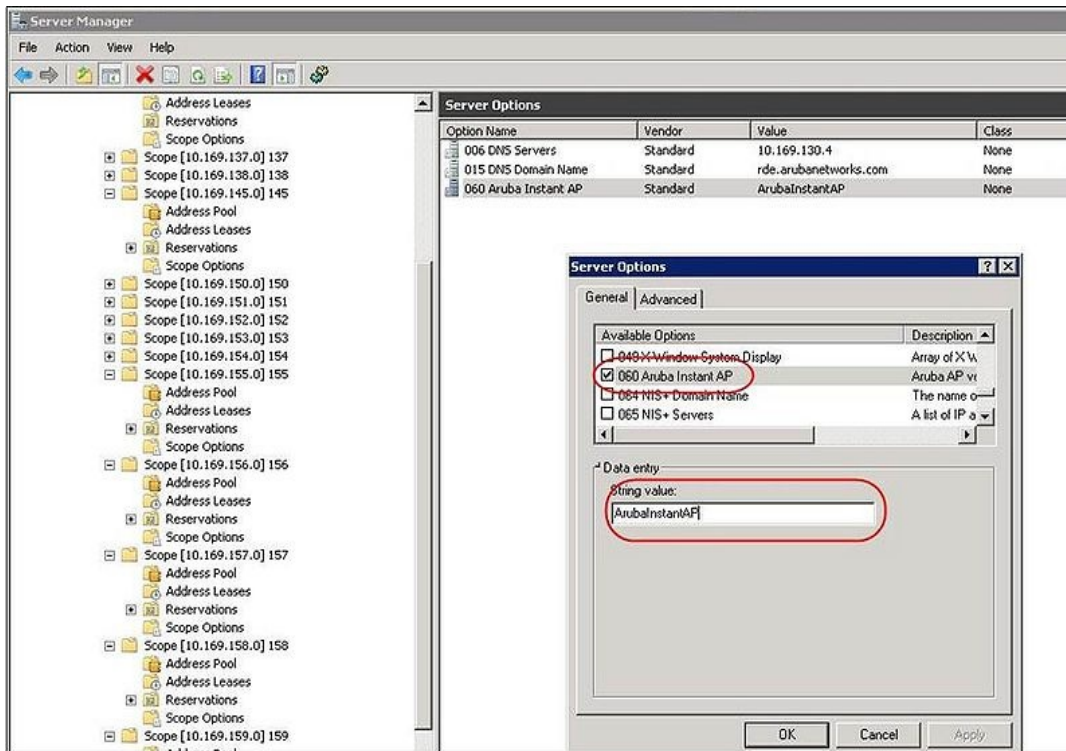 Server Manager
File Action View Help
Address Leases
Reservations
Scope Options
Scope [10.169.137.0] 137
Scope [10.169.138.0] 138
Scope [10.169.145.0] 145
Address Pool
Address Leases
Reservations
Scope Options
Scope [10.169.150.0] 150
Scope [10.169.151.0] 151
Scope [10.169.152.0] 152
Scope [10.169.153.0] 153
Scope [10.169.154.0] 154
Scope [10.169.155.0] 155
Address Pool
Address Leases
Reservations
Scope Options
Scope [10.169.156.0] 156
Address Pool
Address Leases
Reservations
Scope Options
Scope [10.169.157.0] 157
Address Pool
Address Leases
Reservations
Scope Options
Scope [10.169.158.0] 158
Address Pool
Address Leases
Reservations
Scope Options
Scope [10.169.159.0] 159
Server Options
Option Name Vendor Value Class
006 DNS Servers Standard 10.169.130.4 None
015 DNS Domain Name Standard rde.arubanetworks.com None
060 Aruba Instant AP Standard ArubaInstantAP None
Server Options
General Advanced
Available Options Description
049 X Window System Display Array of X W
060 Aruba Instant AP Aruba AP ve
064 NIS+ Domain Name The name o
065 NIS+ Servers A list of IP a
Data entry
String value:
ArubaInstantAP
OK Cancel Apply